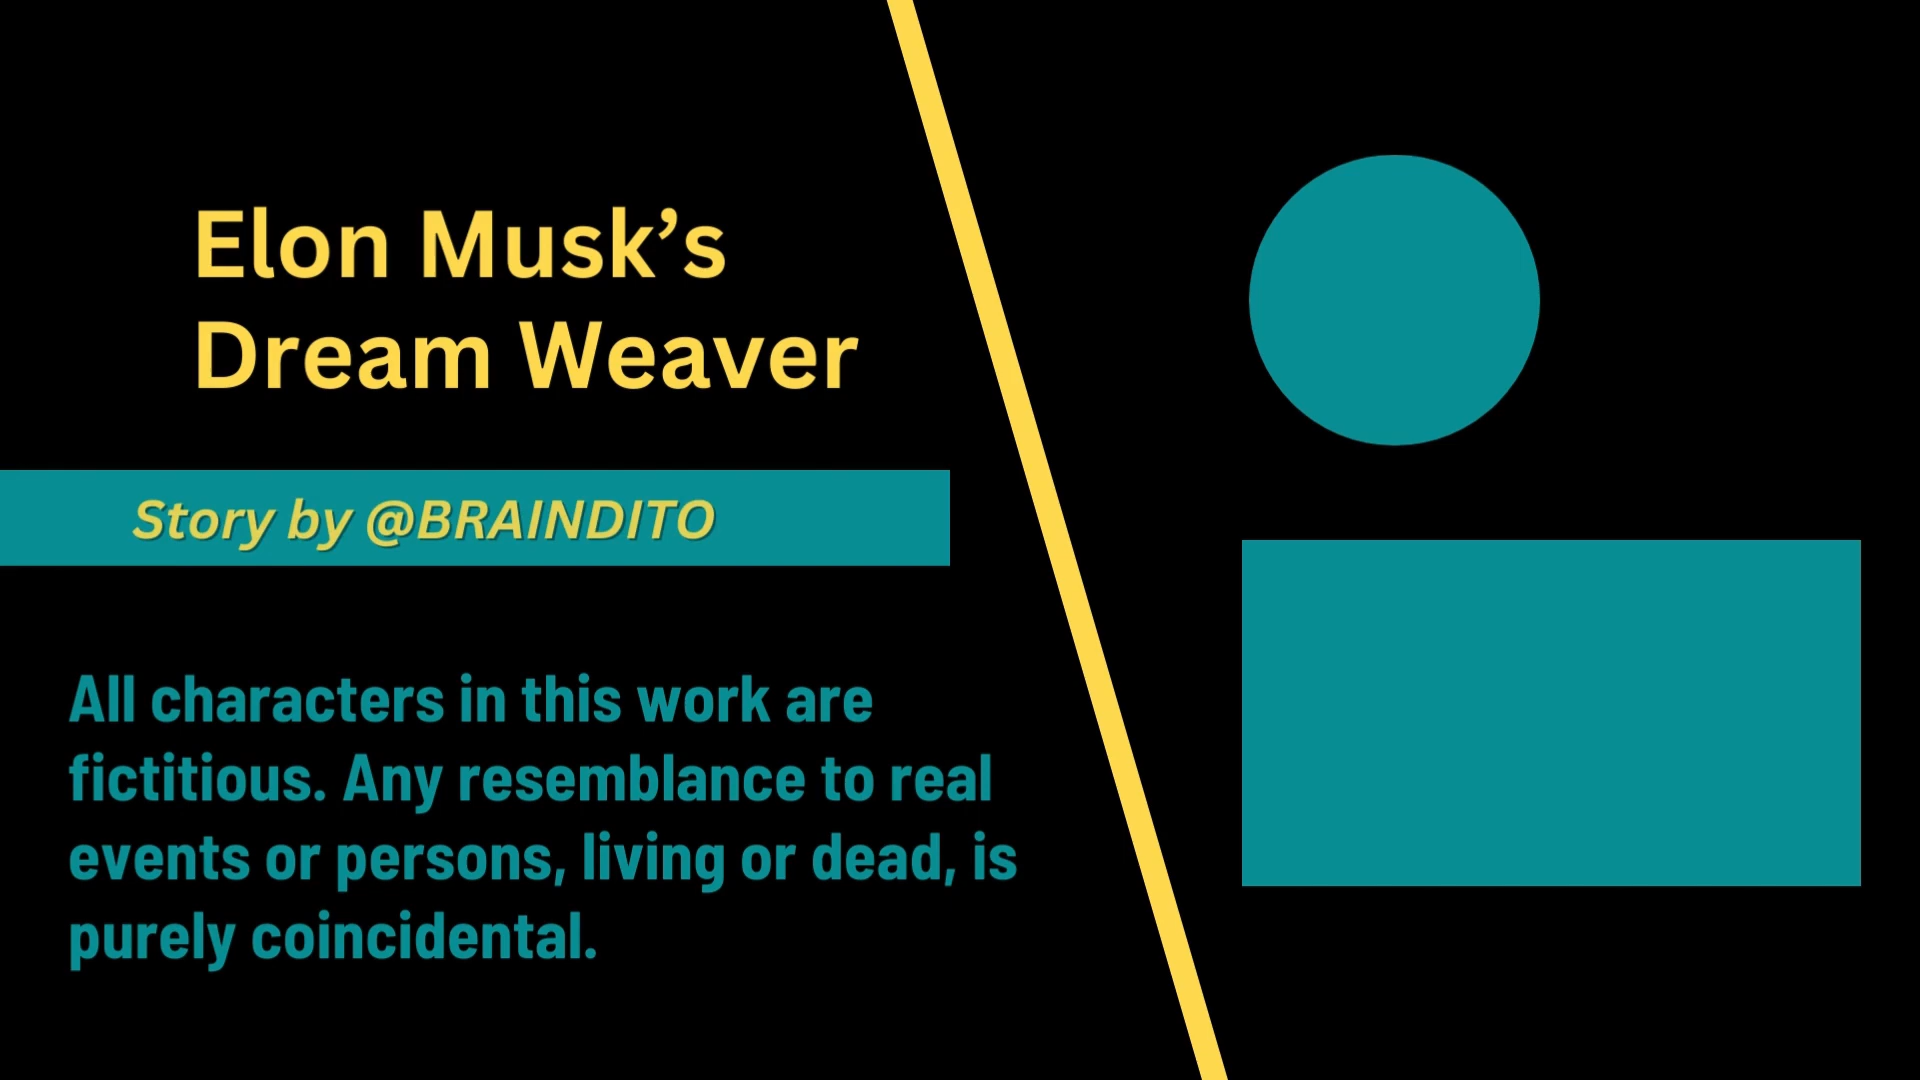 Elon Musk’s
Dream Weaver
Story by @BRAINDITO
All characters in this work are
fictitious. Any resemblance to real
events or persons, living or dead, is
purely coincidental.